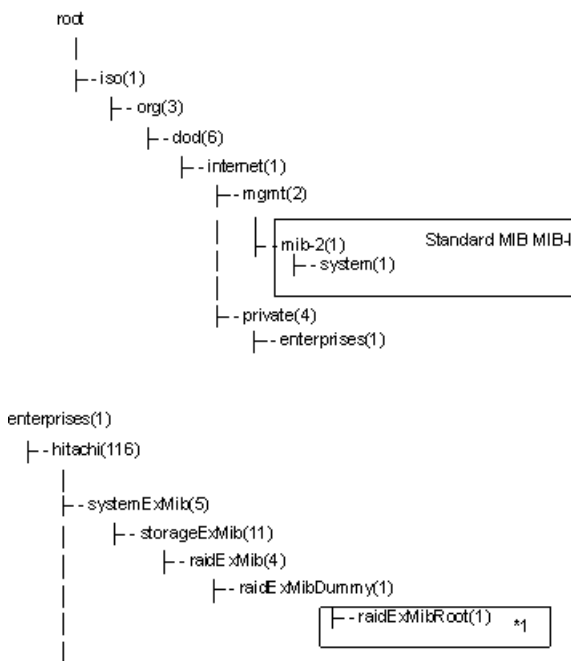 root
iso(1)
org(3)
dod(6)
internet(1)
mgmt(2)
mib-2(1) Standard MIB MIB-I
system(1)
private(4)
enterprises(1)
enterprises(1)
hitachi(116)
systemExMib(5)
storageExMib(11)
raidExMib(4)
raidExMibDummy(1)
raidExMibRoot(1) *1